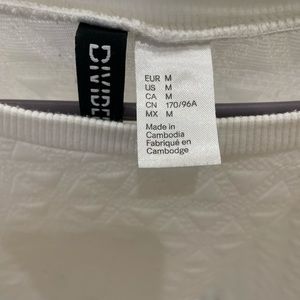 DIVIDE
EUR M
US M
CA M
CN 170/96A
MX M
Made in
Cambodia
Fabriqué en
Cambodge